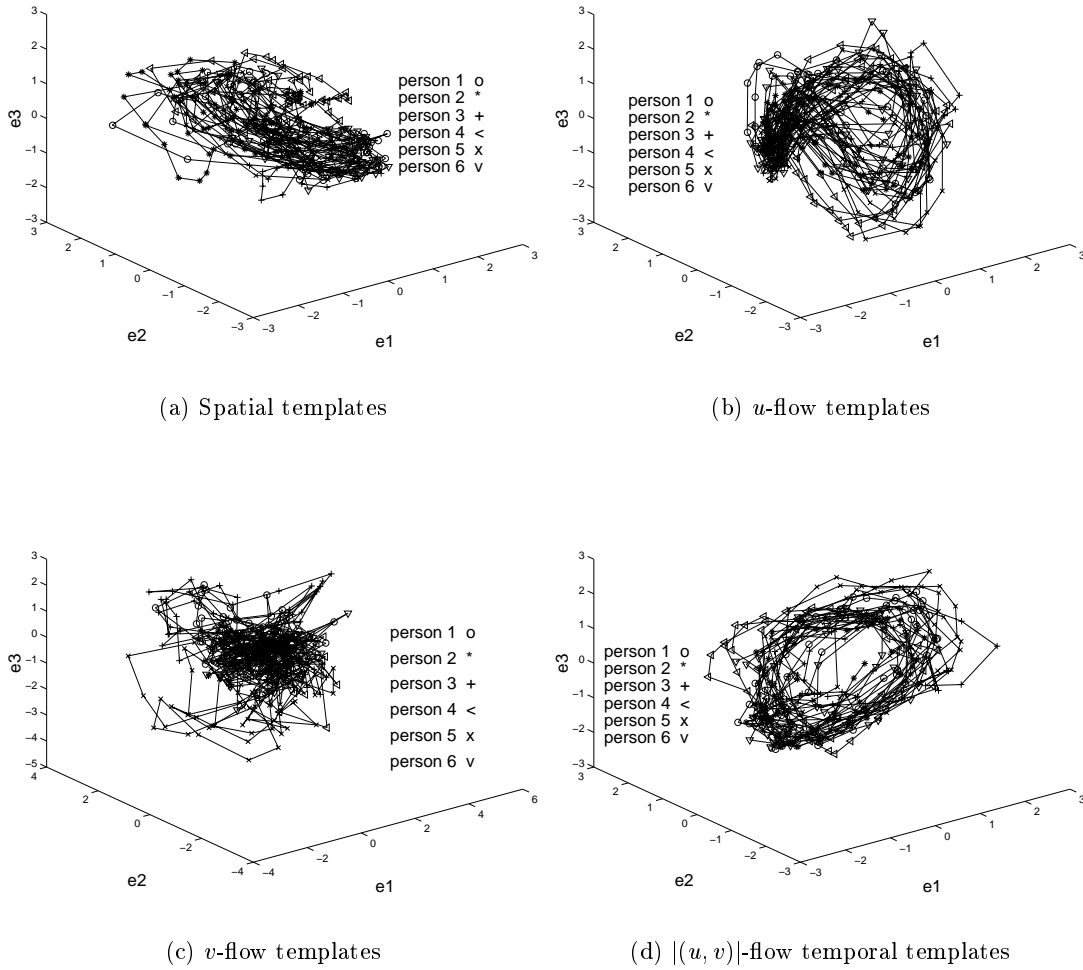 3
2
1
0
−1
−2
−3
e3
3
2
1
0
−1
−2
−3
e2
−3
−2
−1
0
1
2
3
e1
person 1 o
person 2 *
person 3 +
person 4 <
person 5 x
person 6 v
(a) Spatial templates
3
2
1
0
−1
−2
−3
e3
3
2
1
0
−1
−2
−3
e2
−3
−2
−1
0
1
2
3
e1
person 1 o
person 2 *
person 3 +
person 4 <
person 5 x
person 6 v
(b) u-flow templates
3
2
1
0
−1
−2
−3
−4
−5
e3
4
2
0
−2
−4
e2
−4
−2
0
2
4
6
e1
person 1 o
person 2 *
person 3 +
person 4 <
person 5 x
person 6 v
(c) v-flow templates
3
2
1
0
−1
−2
−3
e3
3
2
1
0
−1
−2
−3
e2
−3
−2
−1
0
1
2
3
e1
person 1 o
person 2 *
person 3 +
person 4 <
person 5 x
person 6 v
(d) |(u, v)|-flow temporal templates